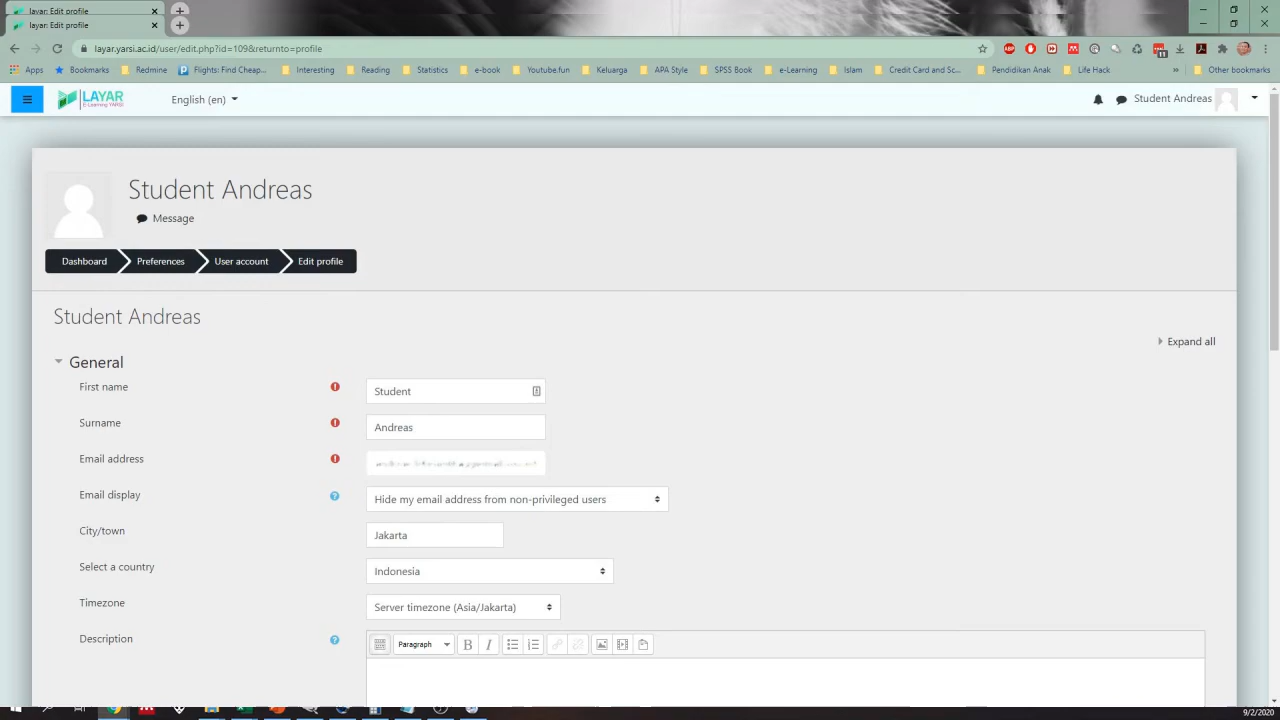 layar: Edit profile
layar: Edit profile
layar.yarsi.ac.id/user/edit.php?id=109&returnto=profile
Apps Bookmarks Redmine Flights: Find Cheap... Interesting Reading Statistics e-book Youtube.fun Keluarga APA Style SPSS Book e-Learning Islam Credit Card and Sc... Pendidikan Anak Life Hack » Other bookmarks
LAYAR English (en) Student Andreas
E-Learning YARSI
Student Andreas
Message
Dashboard Preferences User account Edit profile
Student Andreas
Expand all
General
First name Student
Surname Andreas
Email address
Email display Hide my email address from non-privileged users
City/town Jakarta
Select a country Indonesia
Timezone Server timezone (Asia/Jakarta)
Description Paragraph B I
9/2/2020